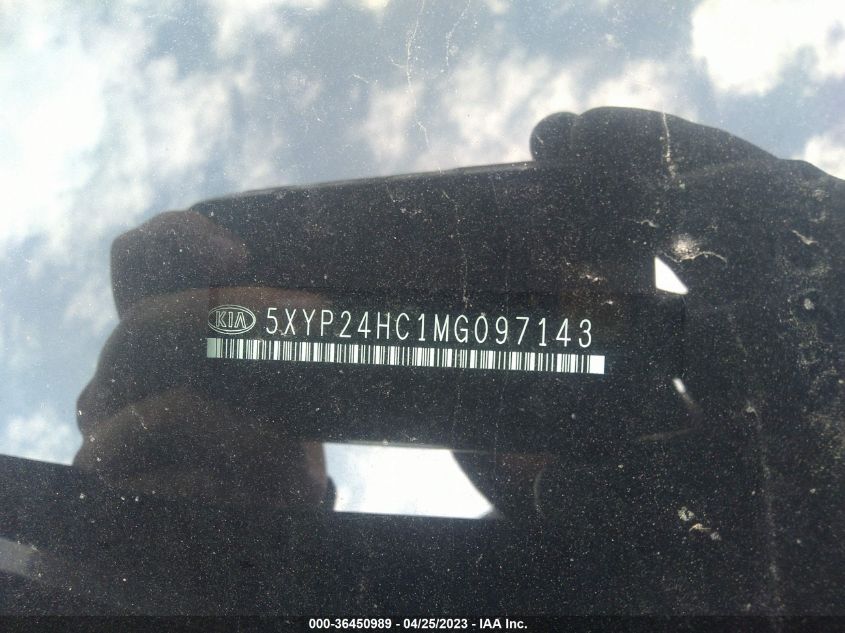 KIA 5XYP24HC1MG097143
000-36450989 - 04/25/2023 - IAA Inc.